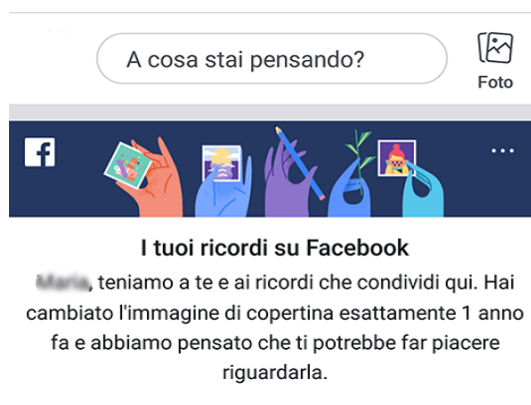 A cosa stai pensando?
Foto
I tuoi ricordi su Facebook
, teniamo a te e ai ricordi che condividi qui. Hai
cambiato l'immagine di copertina esattamente 1 anno
fa e abbiamo pensato che ti potrebbe far piacere
riguardarla.